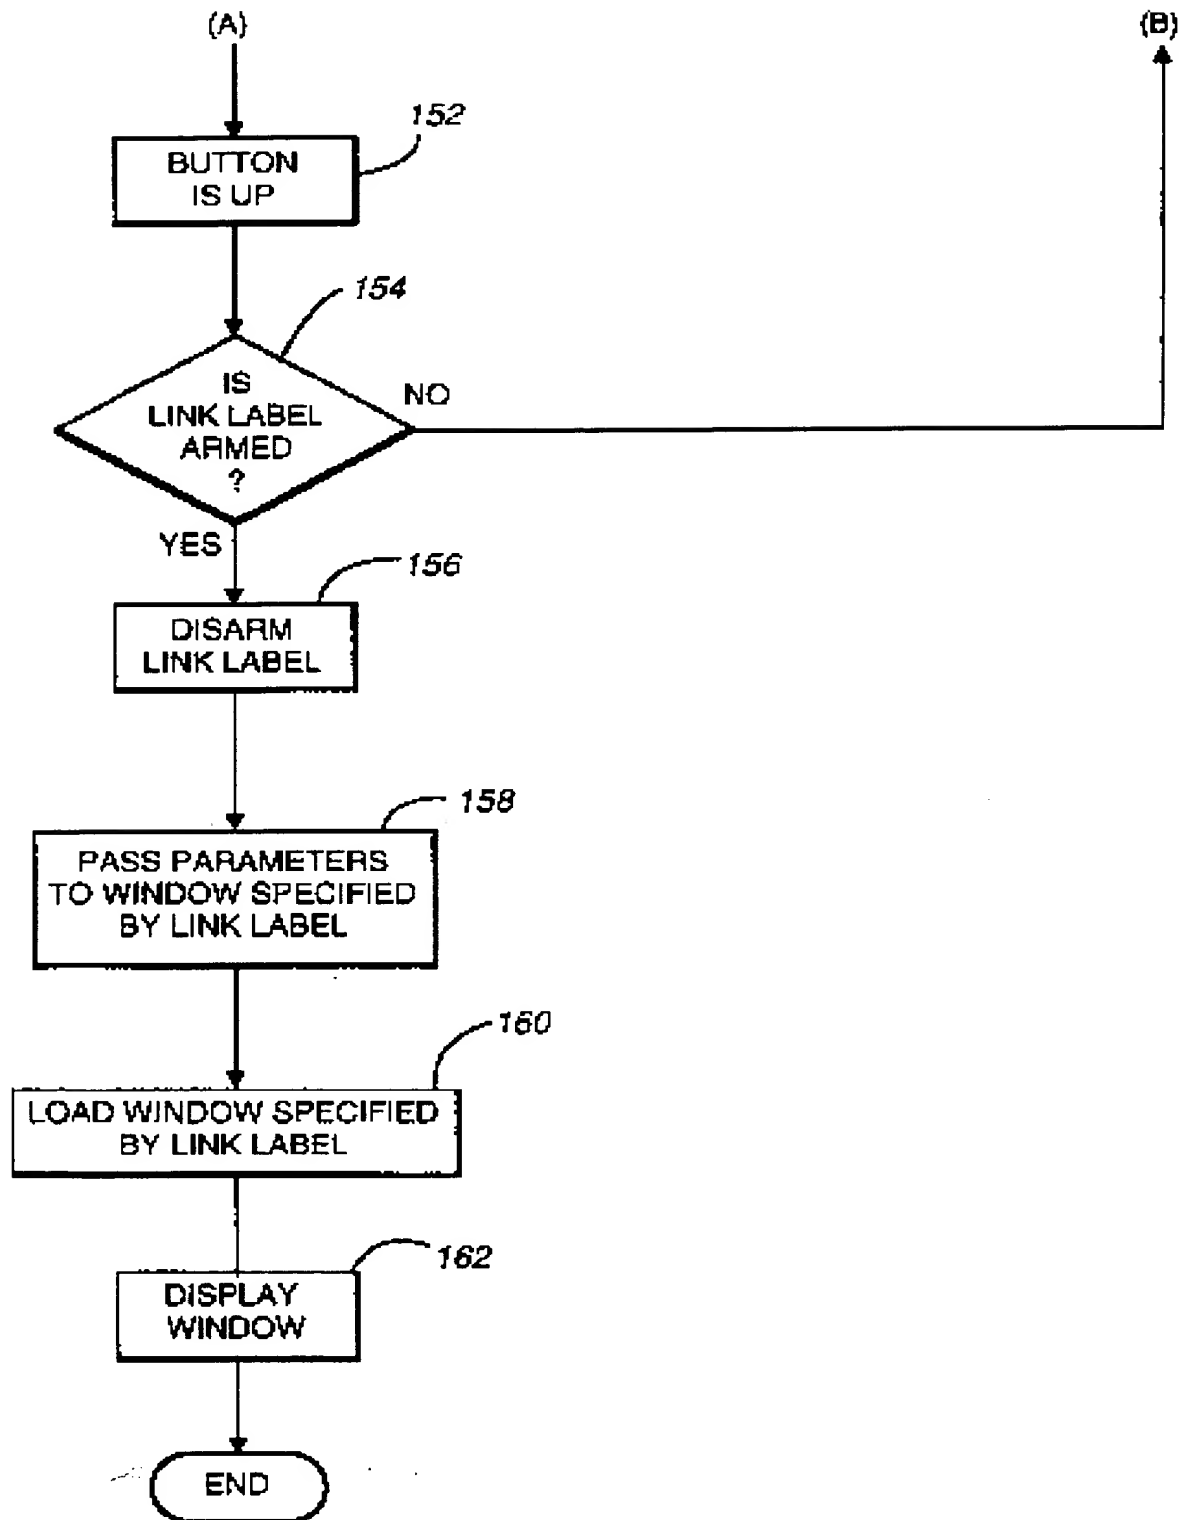 (A)
(B)
152
BUTTON
IS UP
154
IS
LINK LABEL
ARMED
?
NO
YES
156
DISARM
LINK LABEL
158
PASS PARAMETERS
TO WINDOW SPECIFIED
BY LINK LABEL
160
LOAD WINDOW SPECIFIED
BY LINK LABEL
162
DISPLAY
WINDOW
END